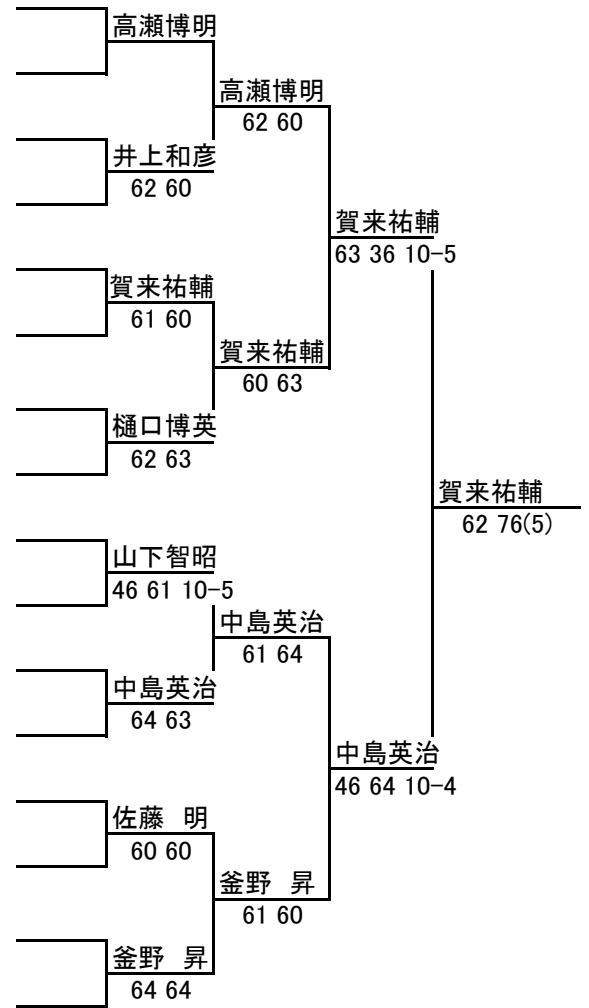 高瀬博明
高瀬博明
62 60
井上和彦
62 60
賀来祐輔
63 36 10-5
賀来祐輔
61 60
賀来祐輔
60 63
樋口博英
62 63
賀来祐輔
62 76(5)
山下智昭
46 61 10-5
中島英治
61 64
中島英治
64 63
中島英治
46 64 10-4
佐藤　明
60 60
釜野　昇
61 60
釜野　昇
64 64